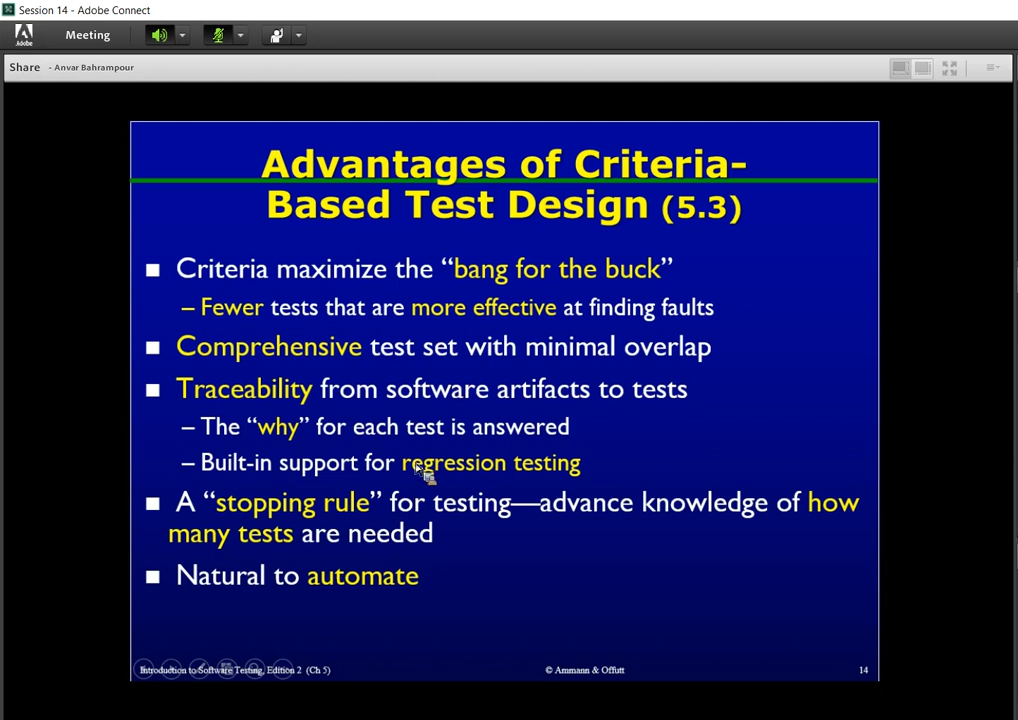 Session 14 - Adobe Connect
Adobe
Meeting
Share - Anvar Bahrampour
Advantages of Criteria-
Based Test Design (5.3)
Criteria maximize the “bang for the buck”
– Fewer tests that are more effective at finding faults
Comprehensive test set with minimal overlap
Traceability from software artifacts to tests
– The “why” for each test is answered
– Built-in support for regression testing
A “stopping rule” for testing—advance knowledge of how
many tests are needed
Natural to automate
Introduction to Software Testing, Edition 2 (Ch 5)
© Ammann & Offutt
14